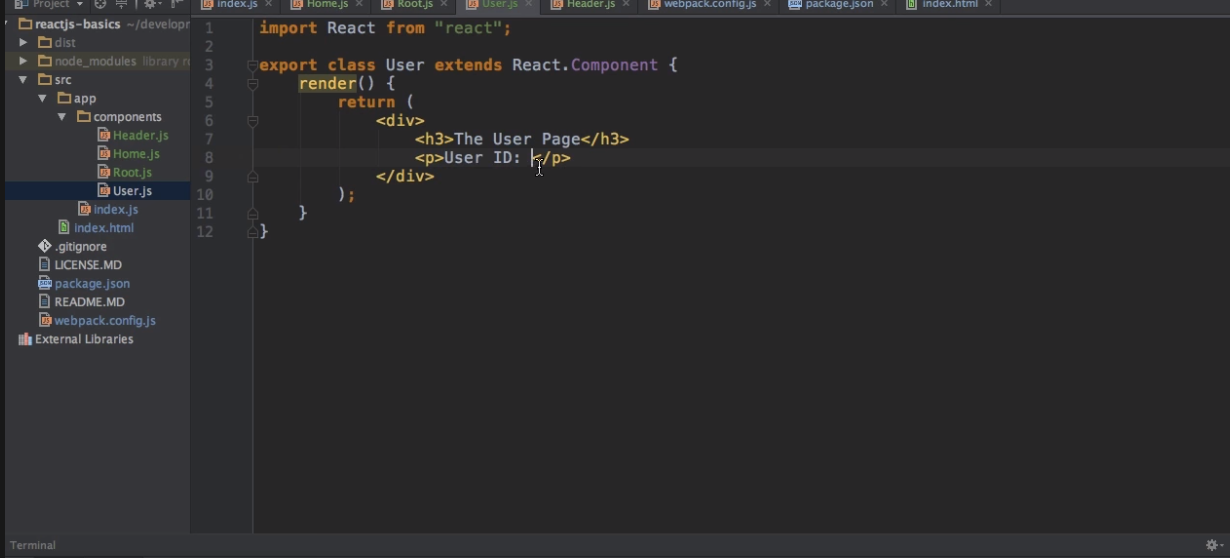 Project index.js Home.js Root.js User.js Header.js webpack.config.js package.json index.html
reactjs-basics ~/develop
dist
node_modules library
src
app
components
Header.js
Home.js
Root.js
User.js
index.js
index.html
.gitignore
LICENSE.MD
package.json
README.MD
webpack.config.js
External Libraries
1 import React from "react";
2
3 export class User extends React.Component {
4 render() {
5 return (
6 <div>
7 <h3>The User Page</h3>
8 <p>User ID: </p>
9 </div>
10 );
11 }
12 }
Terminal